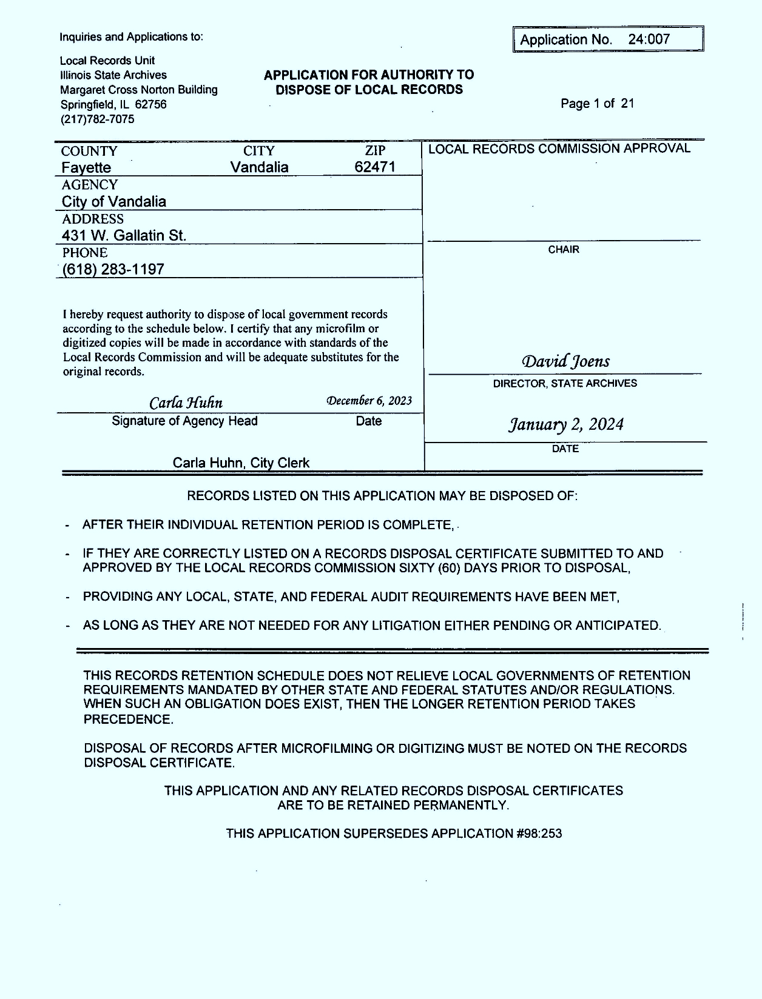 Inquiries and Applications to:
Application No. 24:007
Local Records Unit
Illinois State Archives
Margaret Cross Norton Building
Springfield, IL 62756
(217)782-7075
APPLICATION FOR AUTHORITY TO
DISPOSE OF LOCAL RECORDS
Page 1 of 21
COUNTY CITY ZIP
Fayette Vandalia 62471
AGENCY
City of Vandalia
ADDRESS
431 W. Gallatin St.
PHONE
(618) 283-1197
I hereby request authority to dispose of local government records
according to the schedule below. I certify that any microfilm or
digitized copies will be made in accordance with standards of the
Local Records Commission and will be adequate substitutes for the
original records.
Carla Huhn December 6, 2023
Signature of Agency Head Date
Carla Huhn, City Clerk
LOCAL RECORDS COMMISSION APPROVAL
CHAIR
David Joens
DIRECTOR, STATE ARCHIVES
January 2, 2024
DATE
RECORDS LISTED ON THIS APPLICATION MAY BE DISPOSED OF:
- AFTER THEIR INDIVIDUAL RETENTION PERIOD IS COMPLETE,
- IF THEY ARE CORRECTLY LISTED ON A RECORDS DISPOSAL CERTIFICATE SUBMITTED TO AND
APPROVED BY THE LOCAL RECORDS COMMISSION SIXTY (60) DAYS PRIOR TO DISPOSAL,
- PROVIDING ANY LOCAL, STATE, AND FEDERAL AUDIT REQUIREMENTS HAVE BEEN MET,
- AS LONG AS THEY ARE NOT NEEDED FOR ANY LITIGATION EITHER PENDING OR ANTICIPATED.
THIS RECORDS RETENTION SCHEDULE DOES NOT RELIEVE LOCAL GOVERNMENTS OF RETENTION
REQUIREMENTS MANDATED BY OTHER STATE AND FEDERAL STATUTES AND/OR REGULATIONS.
WHEN SUCH AN OBLIGATION DOES EXIST, THEN THE LONGER RETENTION PERIOD TAKES
PRECEDENCE.
DISPOSAL OF RECORDS AFTER MICROFILMING OR DIGITIZING MUST BE NOTED ON THE RECORDS
DISPOSAL CERTIFICATE.
THIS APPLICATION AND ANY RELATED RECORDS DISPOSAL CERTIFICATES
ARE TO BE RETAINED PERMANENTLY.
THIS APPLICATION SUPERSEDES APPLICATION #98:253